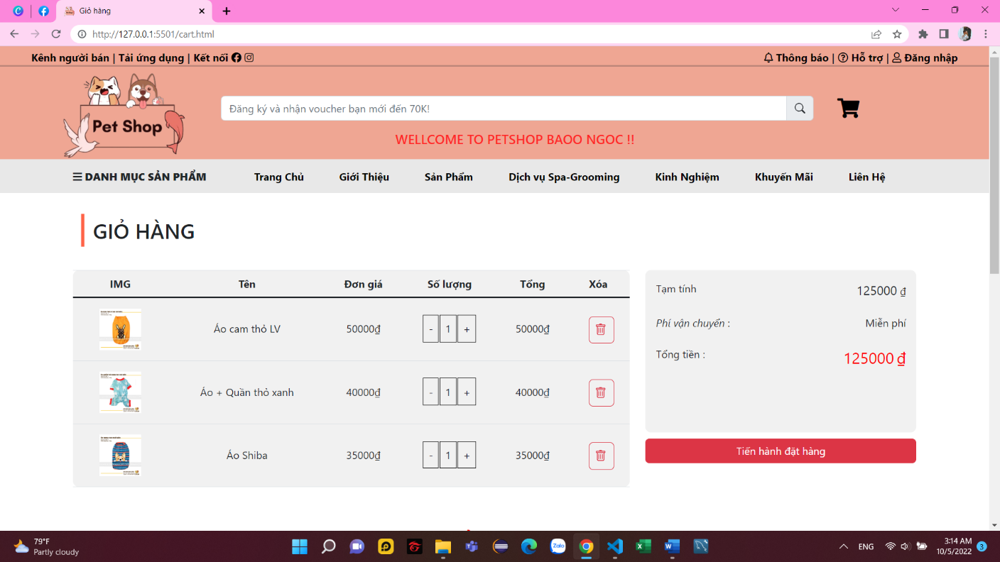 Giỏ hàng
http://127.0.0.1:5501/cart.html
Kênh người bán | Tải ứng dụng | Kết nối
Thông báo | Hỗ trợ | Đăng nhập
Pet Shop
Đăng ký và nhận voucher bạn mới đến 70K!
WELLCOME TO PETSHOP BAOO NGOC !!
DANH MỤC SẢN PHẨM Trang Chủ Giới Thiệu Sản Phẩm Dịch vụ Spa-Grooming Kinh Nghiệm Khuyến Mãi Liên Hệ
GIỎ HÀNG
IMG Tên Đơn giá Số lượng Tổng Xóa
Áo cam thỏ LV 50000₫ - 1 + 50000₫
Áo + Quần thỏ xanh 40000₫ - 1 + 40000₫
Áo Shiba 35000₫ - 1 + 35000₫
Tạm tính 125000 ₫
Phí vận chuyển : Miễn phí
Tổng tiền : 125000 ₫
Tiến hành đặt hàng
79°F
Partly cloudy
Zalo
ENG
3:14 AM
10/5/2022
3